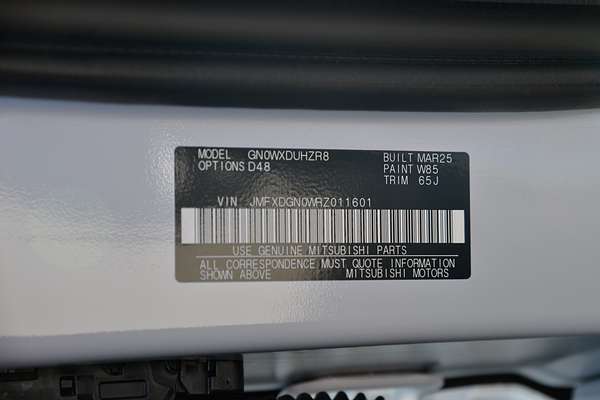 MODEL GN0WXDUHZR8 BUILT MAR25
OPTIONS D48 PAINT W85
TRIM 65J
VIN JMFXDGN0WRZ011601
USE GENUINE MITSUBISHI PARTS
ALL CORRESPONDENCE MUST QUOTE INFORMATION
SHOWN ABOVE MITSUBISHI MOTORS